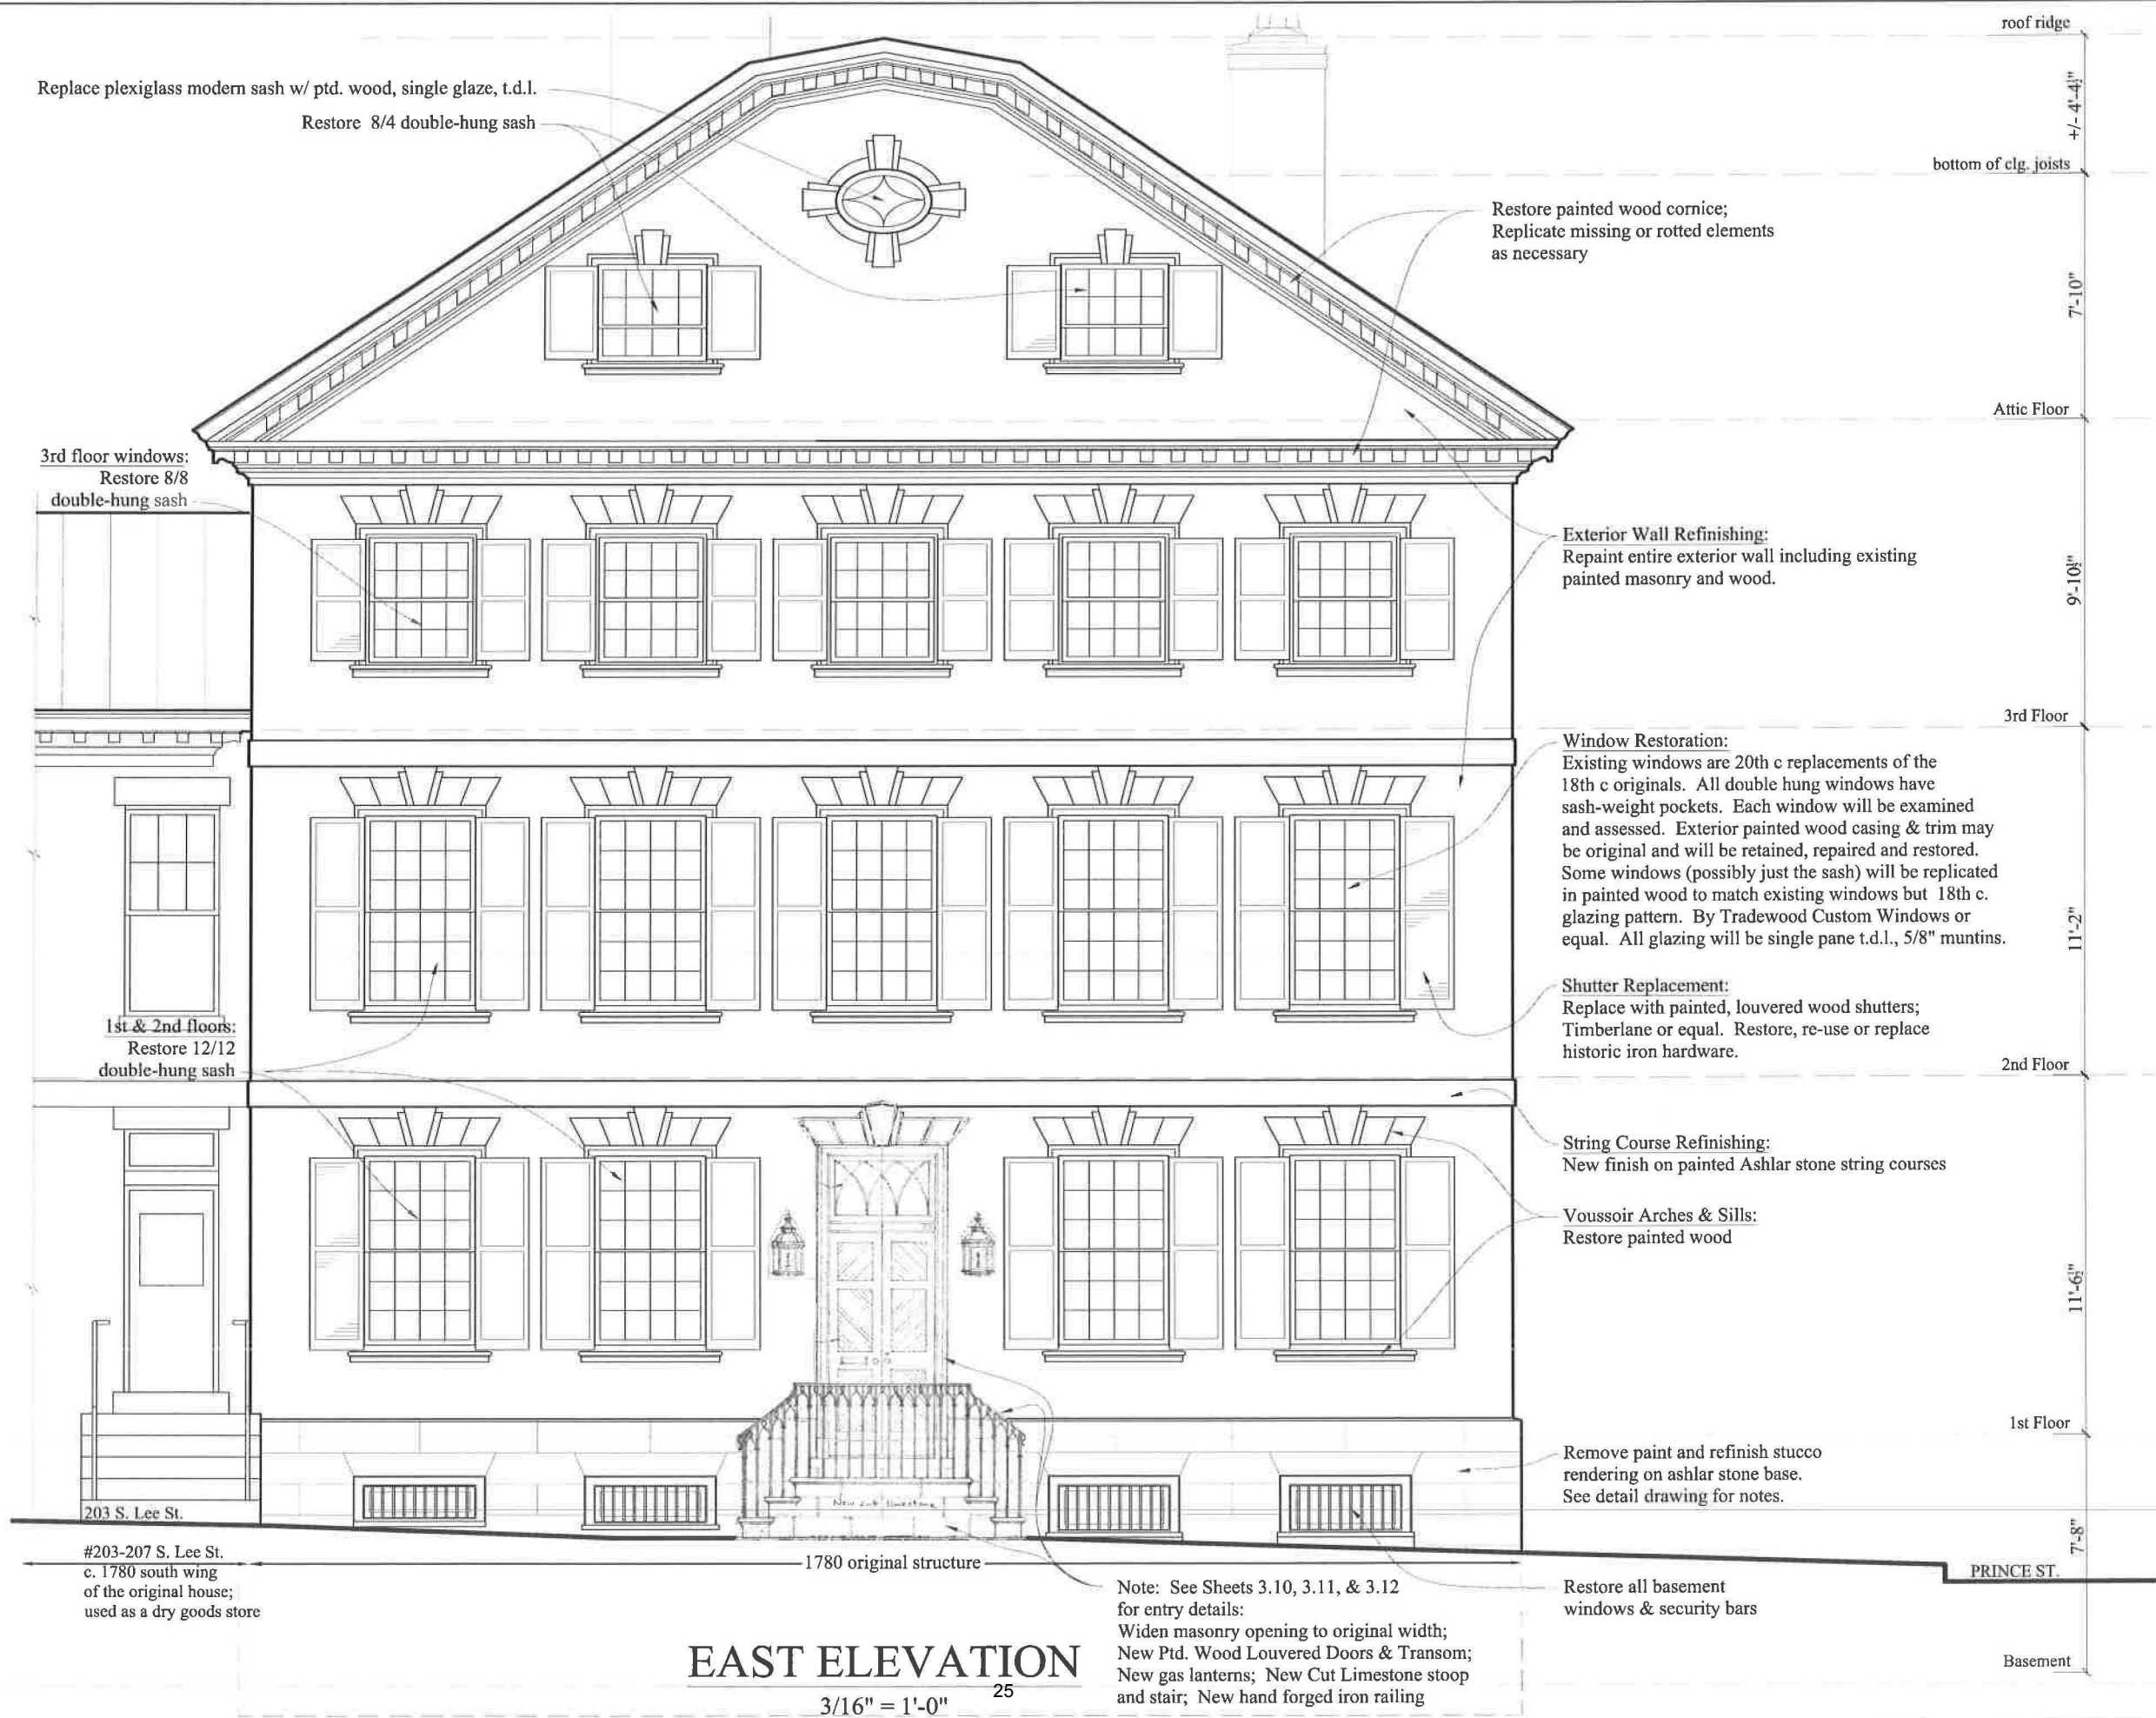 roof ridge
Replace plexiglass modern sash w/ ptd. wood, single glaze, t.d.l.
Restore 8/4 double-hung sash
+/- 4'-4½"
bottom of clg. joists
Restore painted wood cornice;
Replicate missing or rotted elements
as necessary
7'-10"
Attic Floor
3rd floor windows:
Restore 8/8
double-hung sash
Exterior Wall Refinishing:
Repaint entire exterior wall including existing
painted masonry and wood.
9'-10½"
3rd Floor
Window Restoration:
Existing windows are 20th c replacements of the
18th c originals. All double hung windows have
sash-weight pockets. Each window will be examined
and assessed. Exterior painted wood casing & trim may
be original and will be retained, repaired and restored.
Some windows (possibly just the sash) will be replicated
in painted wood to match existing windows but 18th c.
glazing pattern. By Tradewood Custom Windows or
equal. All glazing will be single pane t.d.l., 5/8" muntins.
11'-2"
Shutter Replacement:
Replace with painted, louvered wood shutters;
Timberlane or equal. Restore, re-use or replace
historic iron hardware.
1st & 2nd floors:
Restore 12/12
double-hung sash
2nd Floor
String Course Refinishing:
New finish on painted Ashlar stone string courses
Voussoir Arches & Sills:
Restore painted wood
11'-6½"
1st Floor
Remove paint and refinish stucco
rendering on ashlar stone base.
See detail drawing for notes.
New cut limestone
203 S. Lee St.
7'-8"
#203-207 S. Lee St.
c. 1780 south wing
of the original house;
used as a dry goods store
1780 original structure
PRINCE ST.
Note: See Sheets 3.10, 3.11, & 3.12
for entry details:
Widen masonry opening to original width;
New Ptd. Wood Louvered Doors & Transom;
New gas lanterns; New Cut Limestone stoop
and stair; New hand forged iron railing
Restore all basement
windows & security bars
Basement
EAST ELEVATION
25
3/16" = 1'-0"